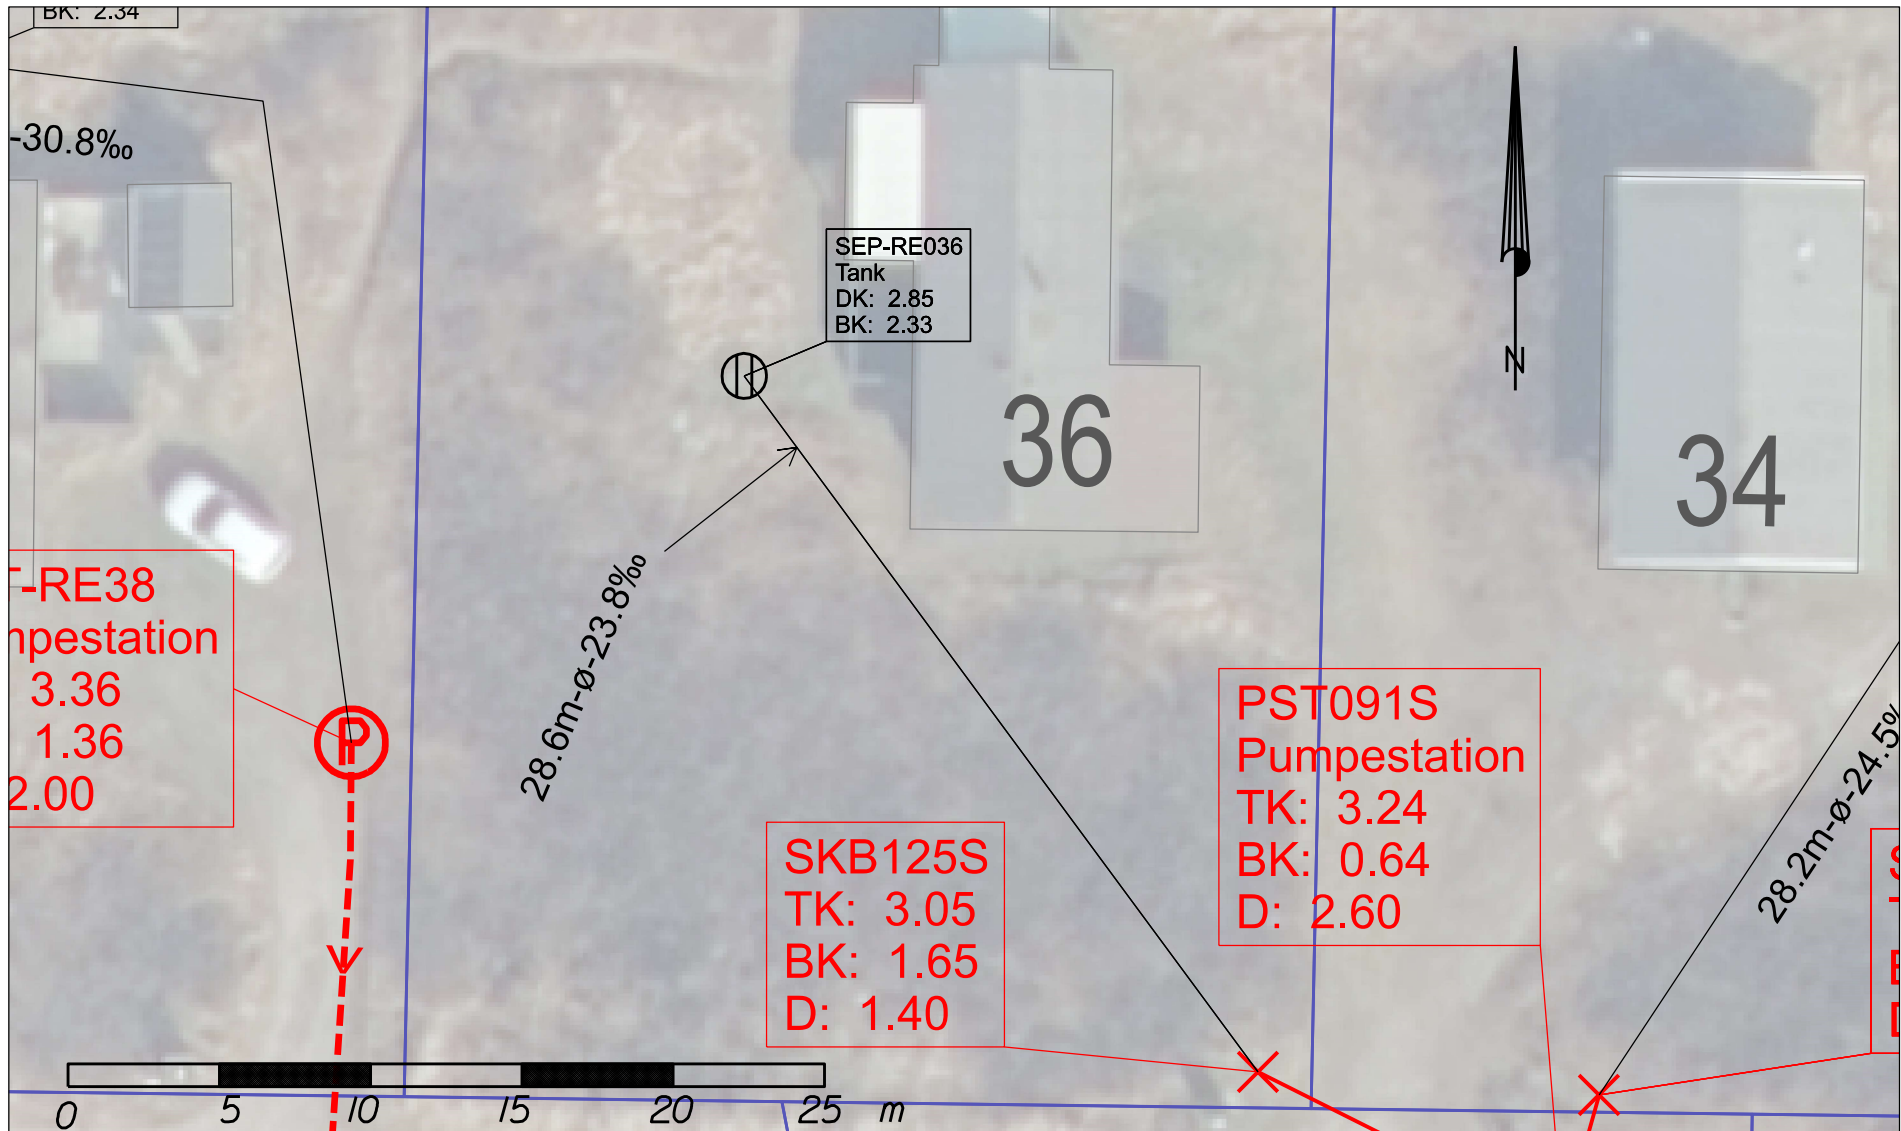 BK: 2.34
-30.8‰
SEP-RE036
Tank
DK: 2.85
BK: 2.33
N
36
34
28.6m-ø-23.8‰
T-RE38
mpestation
3.36
1.36
2.00
PST091S
Pumpestation
TK: 3.24
BK: 0.64
D: 2.60
28.2m-ø-24.5‰
SKB125S
TK: 3.05
BK: 1.65
D: 1.40
P
0 5 10 15 20 25 m